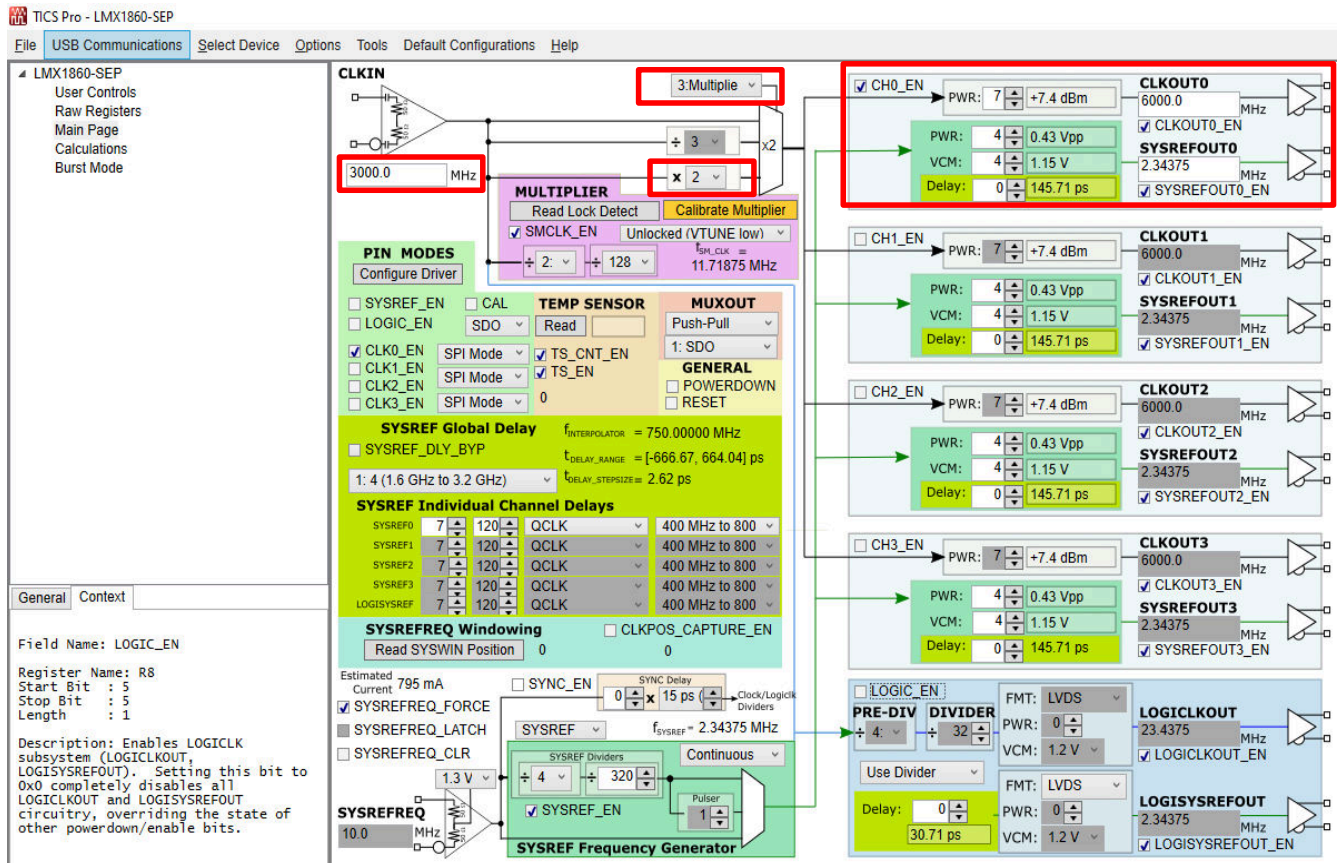 TICS Pro - LMX1860-SEP
File USB Communications Select Device Options Tools Default Configurations Help
LMX1860-SEP
User Controls
Raw Registers
Main Page
Calculations
Burst Mode
General Context
Field Name: LOGIC_EN
Register Name: R8
Start Bit : 5
Stop Bit : 5
Length : 1
Description: Enables LOGICLK
subsystem (LOGICLKOUT,
LOGISYSREFOUT). Setting this bit to
0x0 completely disables all
LOGICLKOUT and LOGISYSREFOUT
circuitry, overriding the state of
other powerdown/enable bits.
CLKIN
50 Ω
50 Ω
3000.0 MHz
3:Multiplie
÷ 3
x2
x 2
MULTIPLIER
Read Lock Detect Calibrate Multiplier
SMCLK_EN Unlocked (VTUNE low)
÷ 2: ÷ 128
fSM_CLK =
11.71875 MHz
PIN MODES
Configure Driver
SYSREF_EN CAL
LOGIC_EN SDO
CLK0_EN SPI Mode
CLK1_EN SPI Mode
CLK2_EN
CLK3_EN SPI Mode
TEMP SENSOR
Read
TS_CNT_EN
TS_EN
0
MUXOUT
Push-Pull
1: SDO
GENERAL
POWERDOWN
RESET
SYSREF Global Delay
SYSREF_DLY_BYP
1: 4 (1.6 GHz to 3.2 GHz)
fINTERPOLATOR = 750.00000 MHz
tDELAY_RANGE = [-666.67, 664.04] ps
tDELAY_STEPSIZE = 2.62 ps
SYSREF Individual Channel Delays
SYSREF0 7 120 QCLK 400 MHz to 800
SYSREF1 7 120 QCLK 400 MHz to 800
SYSREF2 7 120 QCLK 400 MHz to 800
SYSREF3 7 120 QCLK 400 MHz to 800
LOGISYSREF 7 120 QCLK 400 MHz to 800
SYSREFREQ Windowing CLKPOS_CAPTURE_EN
Read SYSWIN Position 0 0
Estimated
Current 795 mA
SYSREFREQ_FORCE
SYSREFREQ_LATCH
SYSREFREQ_CLR
SYNC_EN
SYNC Delay
0 x 15 ps (
Clock/Logiclk
Dividers
SYSREF
fSYSREF = 2.34375 MHz
SYSREF Dividers
÷ 4 ÷ 320
Continuous
SYSREF_EN
Pulser
1
1.3 V
SYSREFREQ
10.0 MHz
50 Ω
50 Ω
SYSREF Frequency Generator
CH0_EN
PWR: 7 +7.4 dBm
PWR: 4 0.43 Vpp
VCM: 4 1.15 V
Delay: 0 145.71 ps
CLKOUT0
6000.0 MHz
CLKOUT0_EN
SYSREFOUT0
2.34375 MHz
SYSREFOUT0_EN
CH1_EN
PWR: 7 +7.4 dBm
PWR: 4 0.43 Vpp
VCM: 4 1.15 V
Delay: 0 145.71 ps
CLKOUT1
6000.0 MHz
CLKOUT1_EN
SYSREFOUT1
2.34375 MHz
SYSREFOUT1_EN
CH2_EN
PWR: 7 +7.4 dBm
PWR: 4 0.43 Vpp
VCM: 4 1.15 V
Delay: 0 145.71 ps
CLKOUT2
6000.0 MHz
CLKOUT2_EN
SYSREFOUT2
2.34375 MHz
SYSREFOUT2_EN
CH3_EN
PWR: 7 +7.4 dBm
PWR: 4 0.43 Vpp
VCM: 4 1.15 V
Delay: 0 145.71 ps
CLKOUT3
6000.0 MHz
CLKOUT3_EN
SYSREFOUT3
2.34375 MHz
SYSREFOUT3_EN
LOGIC_EN
PRE-DIV DIVIDER
÷ 4: ÷ 32
Use Divider
Delay: 0
30.71 ps
FMT: LVDS
PWR: 0
VCM: 1.2 V
FMT: LVDS
PWR: 0
VCM: 1.2 V
LOGICLKOUT
23.4375 MHz
LOGICLKOUT_EN
LOGISYSREFOUT
2.34375 MHz
LOGISYSREFOUT_EN